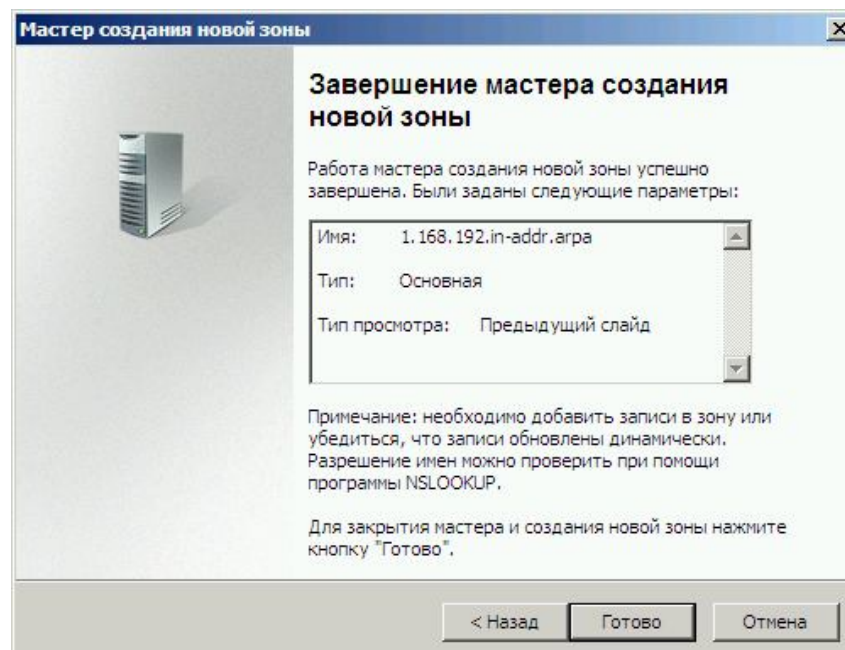 Мастер создания новой зоны
Завершение мастера создания
новой зоны
Работа мастера создания новой зоны успешно
завершена. Были заданы следующие параметры:
Имя: 1.168.192.in-addr.arpa
Тип: Основная
Тип просмотра: Предыдущий слайд
Примечание: необходимо добавить записи в зону или
убедиться, что записи обновлены динамически.
Разрешение имен можно проверить при помощи
программы NSLOOKUP.
Для закрытия мастера и создания новой зоны нажмите
кнопку "Готово".
< Назад Готово Отмена